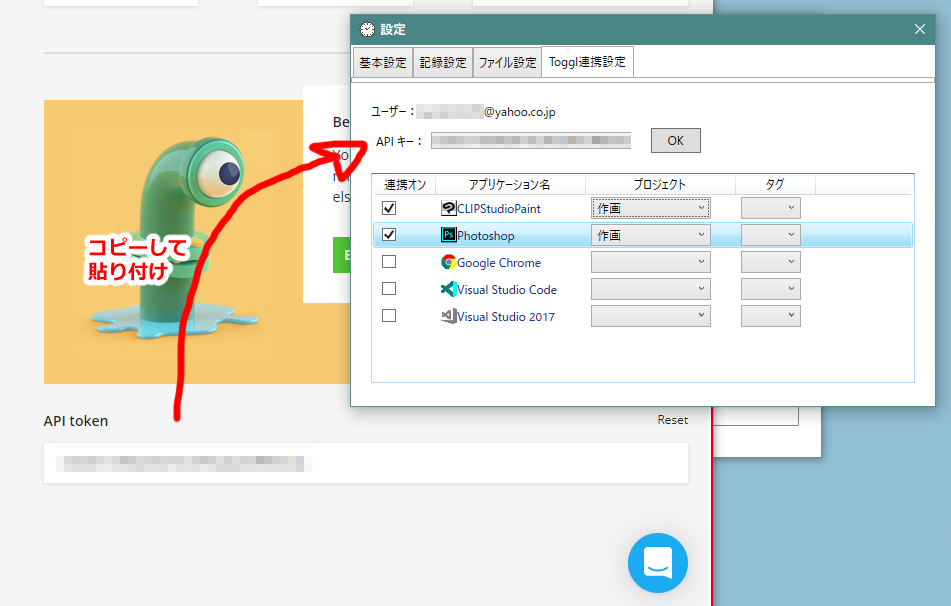 設定
基本設定 記録設定 ファイル設定 Toggl連携設定
ユーザー： @yahoo.co.jp
API キー： OK
連携オン アプリケーション名 プロジェクト タグ
CLIPStudioPaint 作画
Ps Photoshop 作画
Google Chrome
Visual Studio Code
Visual Studio 2017
Be
Yo
els
コピーして
貼り付け
API token
Reset